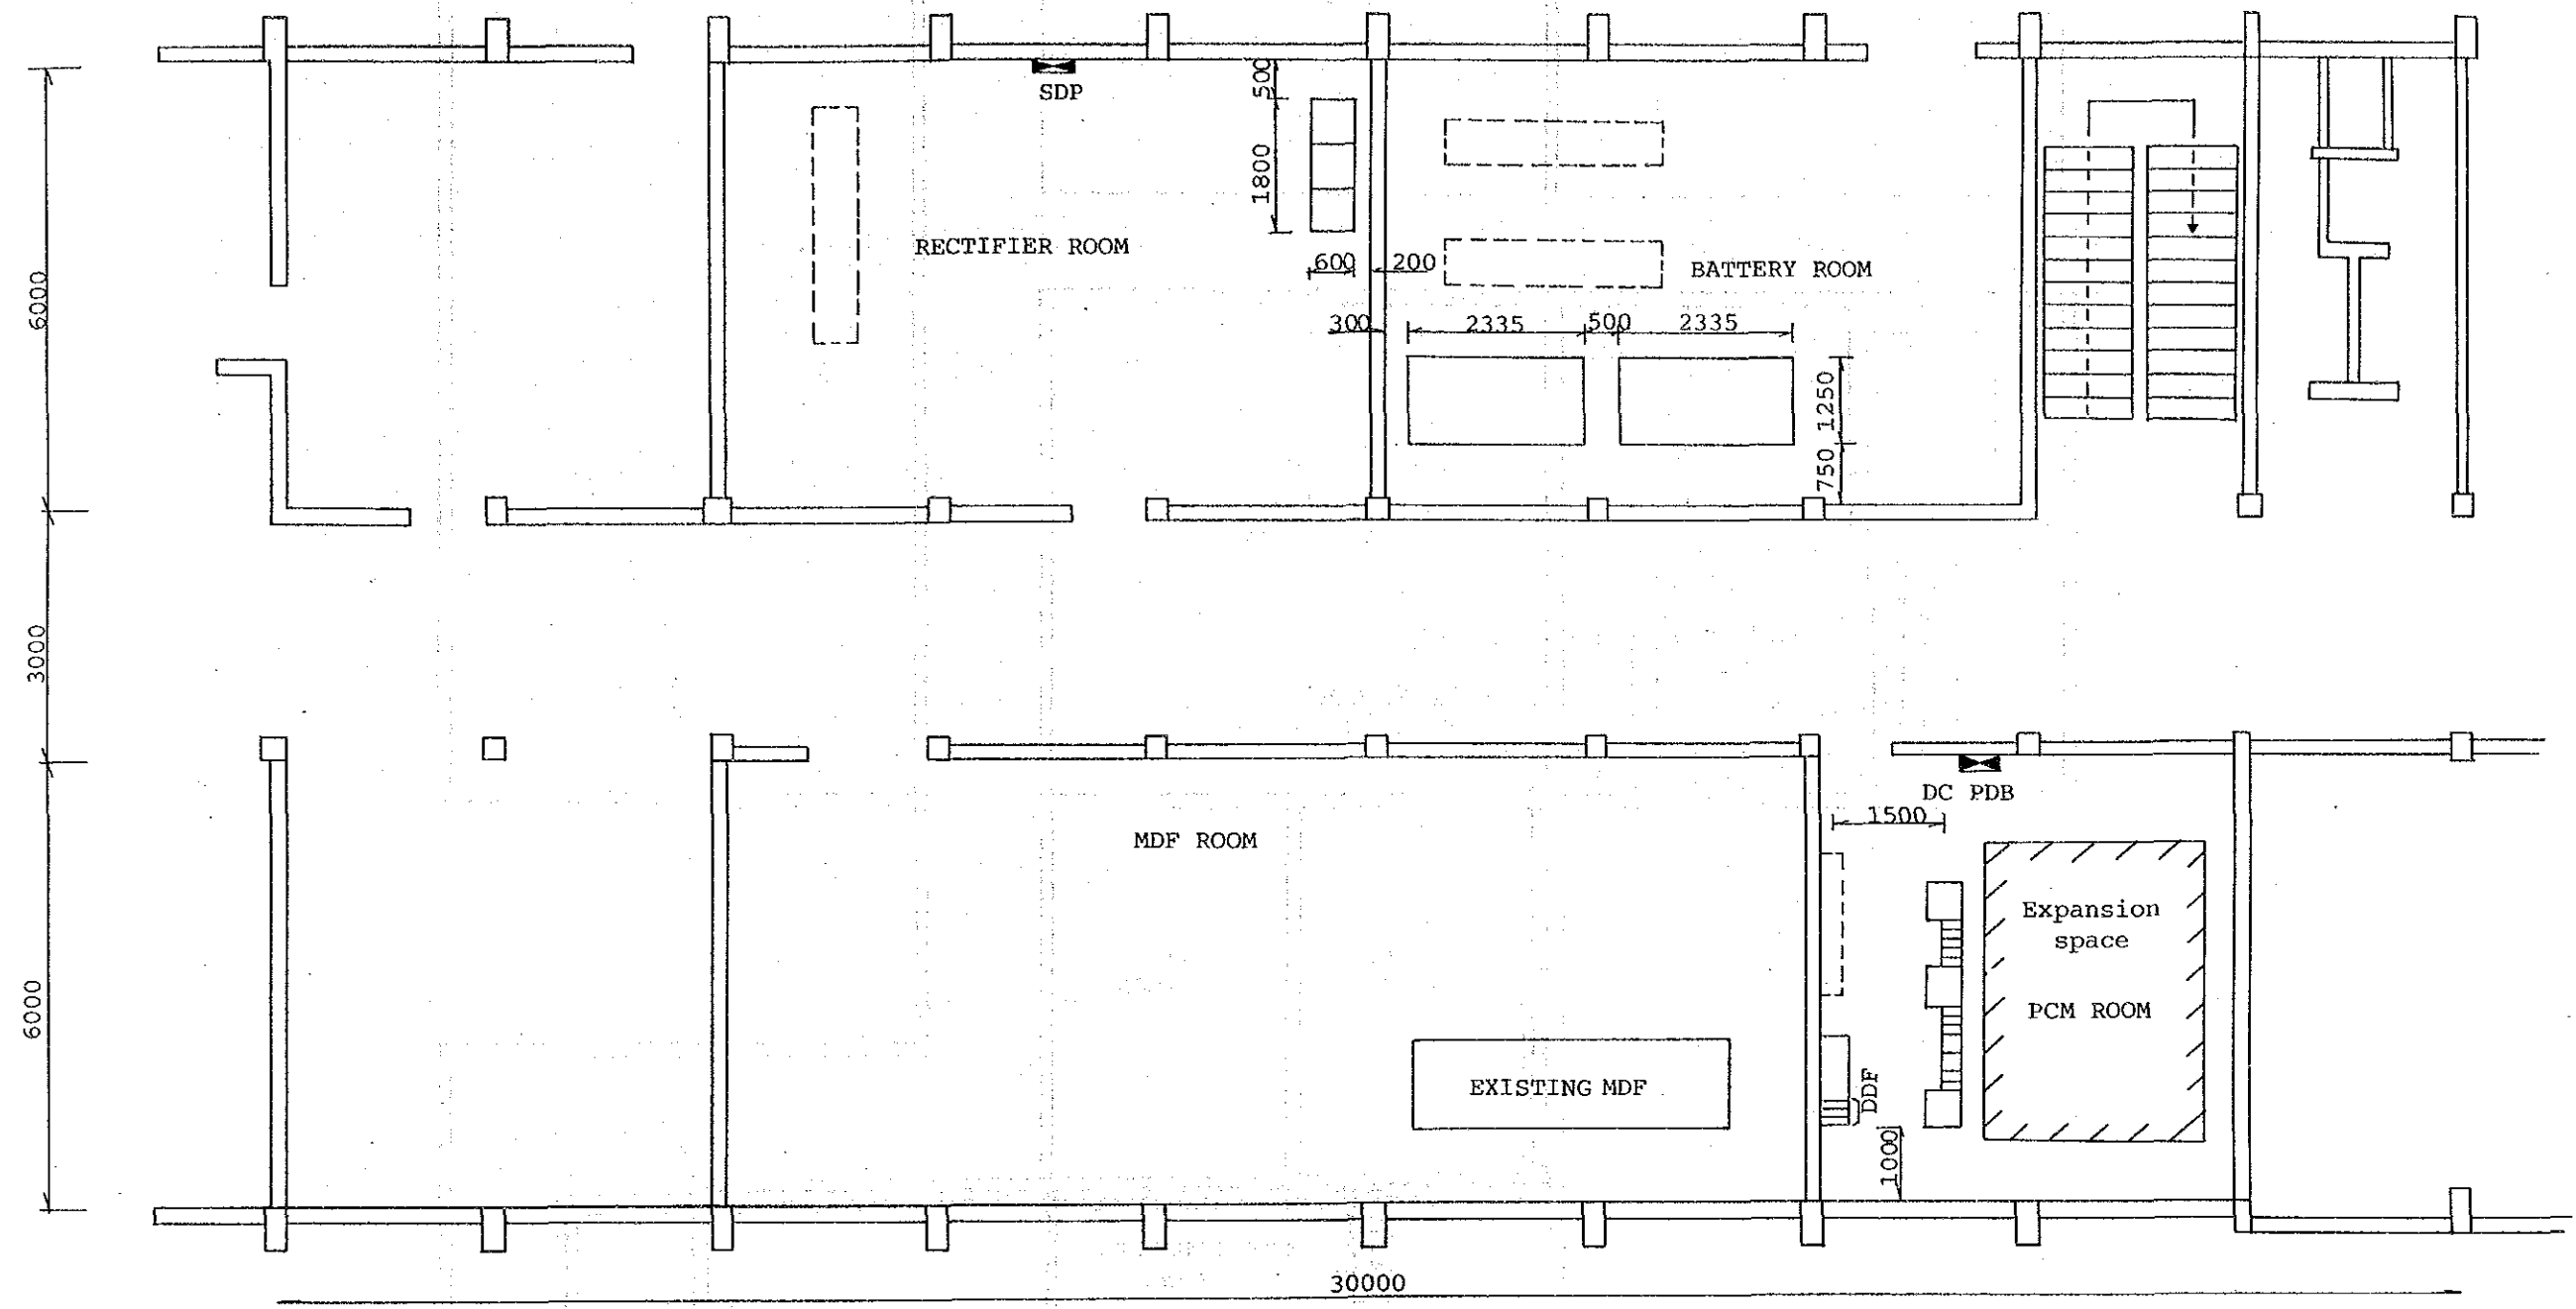 SDP
500
1800
RECTIFIER ROOM
600
200
BATTERY ROOM
6000
300
2335
500
2335
1250
750
3000
DC PDB
1500
MDF ROOM
Expansion
space
PCM ROOM
6000
EXISTING MDF
DDF
1000
30000